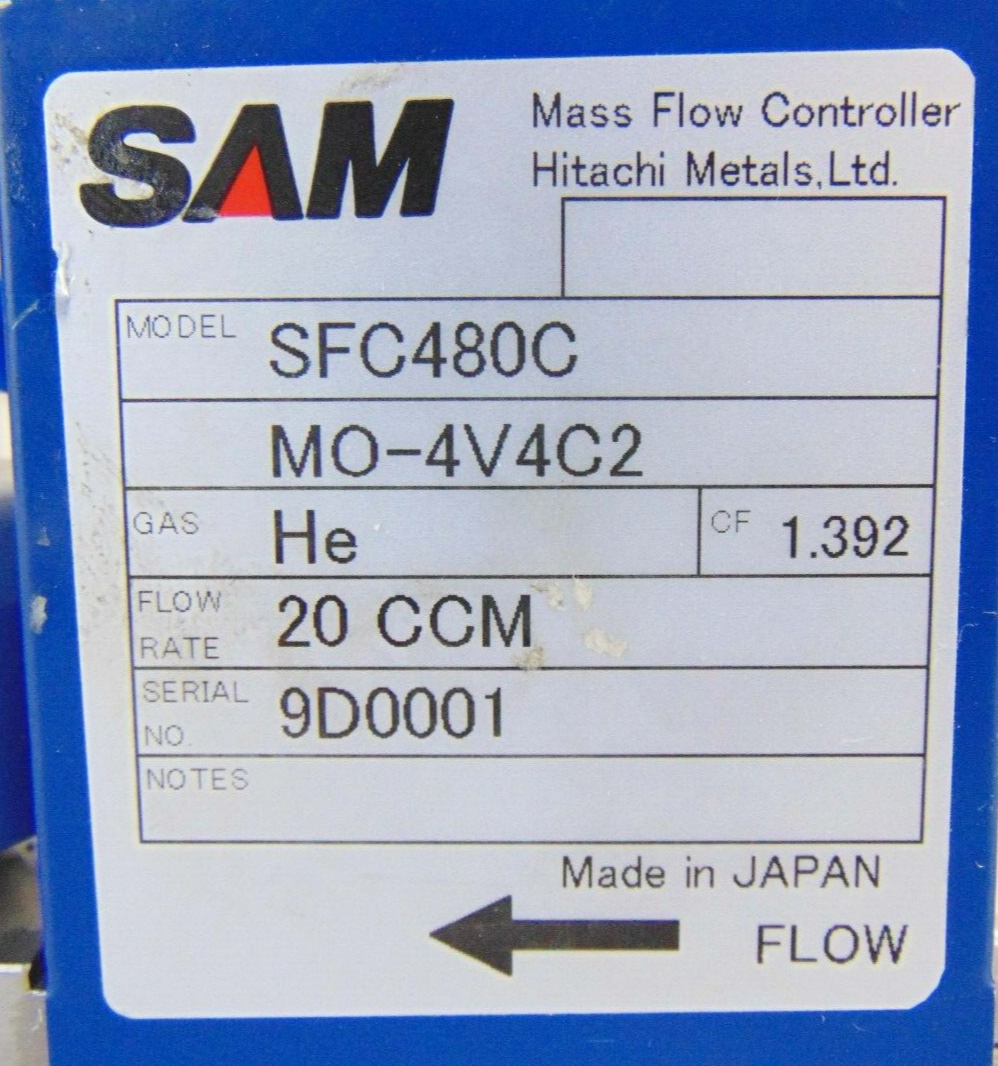 SAM
Mass Flow Controller
Hitachi Metals,Ltd.
MODEL SFC480C
MO-4V4C2
GAS He CF 1.392
FLOW RATE 20 CCM
SERIAL NO. 9D0001
NOTES
Made in JAPAN
FLOW